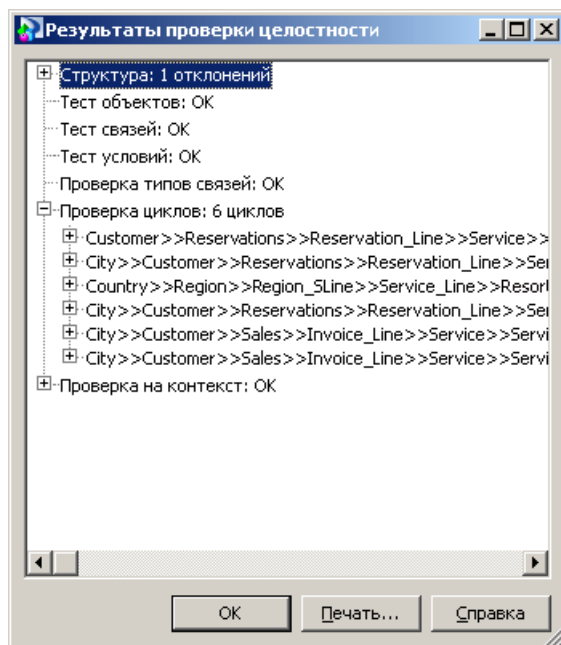 Результаты проверки целостности
Структура: 1 отклонений
Тест объектов: OK
Тест связей: OK
Тест условий: OK
Проверка типов связей: OK
Проверка циклов: 6 циклов
Customer>>Reservations>>Reservation_Line>>Service>>
City>>Customer>>Reservations>>Reservation_Line>>Ser
Country>>Region>>Region_SLine>>Service_Line>>Resort
City>>Customer>>Reservations>>Reservation_Line>>Ser
City>>Customer>>Sales>>Invoice_Line>>Service>>Servi
City>>Customer>>Sales>>Invoice_Line>>Service>>Servi
Проверка на контекст: OK
OK Печать... Справка